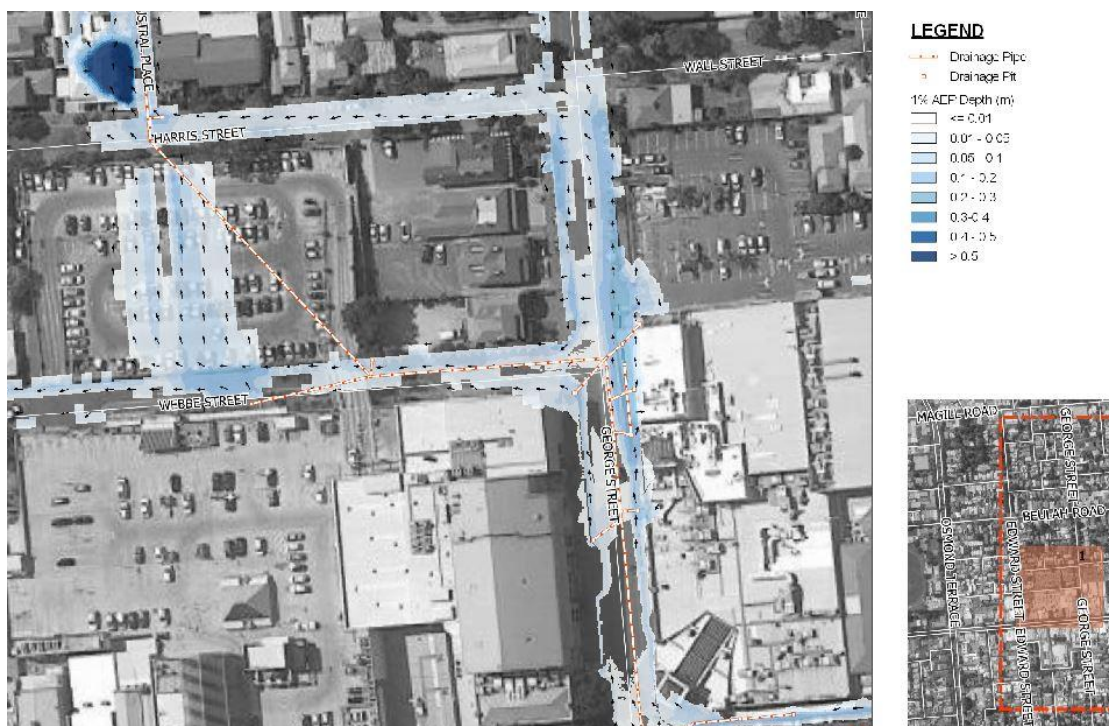 LEGEND
Drainage Pipe
Drainage Pit
1% AEP Depth (m)
<= 0.01
0.01 - 0.05
0.05 - 0.1
0.1 - 0.2
0.2 - 0.3
0.3-0.4
0.4 - 0.5
> 0.5
USTRAL PLACE
WALL STREET
HARRIS STREET
WEBBE STREET
GEORGE STREET
E
MAGILL ROAD
GEORGE STREET
BEULAH ROAD
OSMOND TERRACE
EDWARD STREET
EDWARD STREET
1
GEORGE STREET